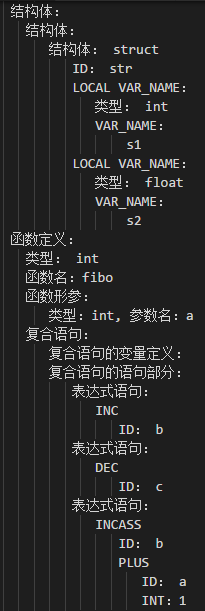 结构体:
结构体:
结构体: struct
ID: str
LOCAL VAR_NAME:
类型: int
VAR_NAME:
s1
LOCAL VAR_NAME:
类型: float
VAR_NAME:
s2
函数定义:
类型: int
函数名:fibo
函数形参:
类型:int, 参数名:a
复合语句:
复合语句的变量定义:
复合语句的语句部分:
表达式语句:
INC
ID: b
表达式语句:
DEC
ID: c
表达式语句:
INCASS
ID: b
PLUS
ID: a
INT:1